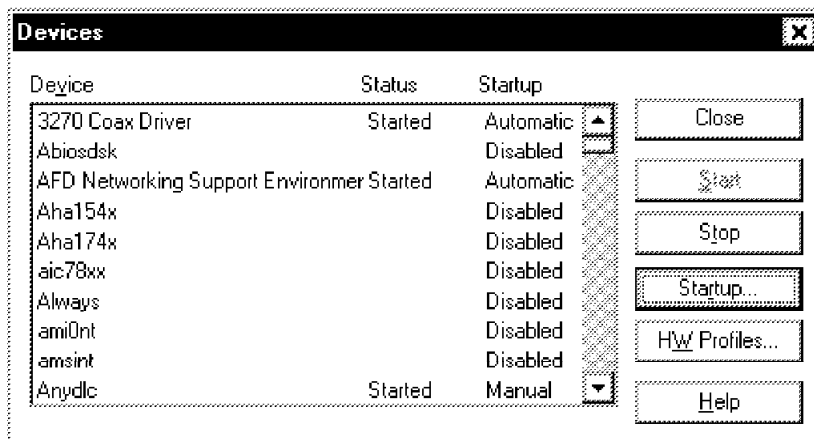 Devices
Device Status Startup
3270 Coax Driver Started Automatic
Abiosdsk Disabled
AFD Networking Support Environmer Started Automatic
Aha154x Disabled
Aha174x Disabled
aic78xx Disabled
Always Disabled
ami0nt Disabled
amsint Disabled
Anydlc Started Manual
Close
Start
Stop
Startup...
HW Profiles...
Help